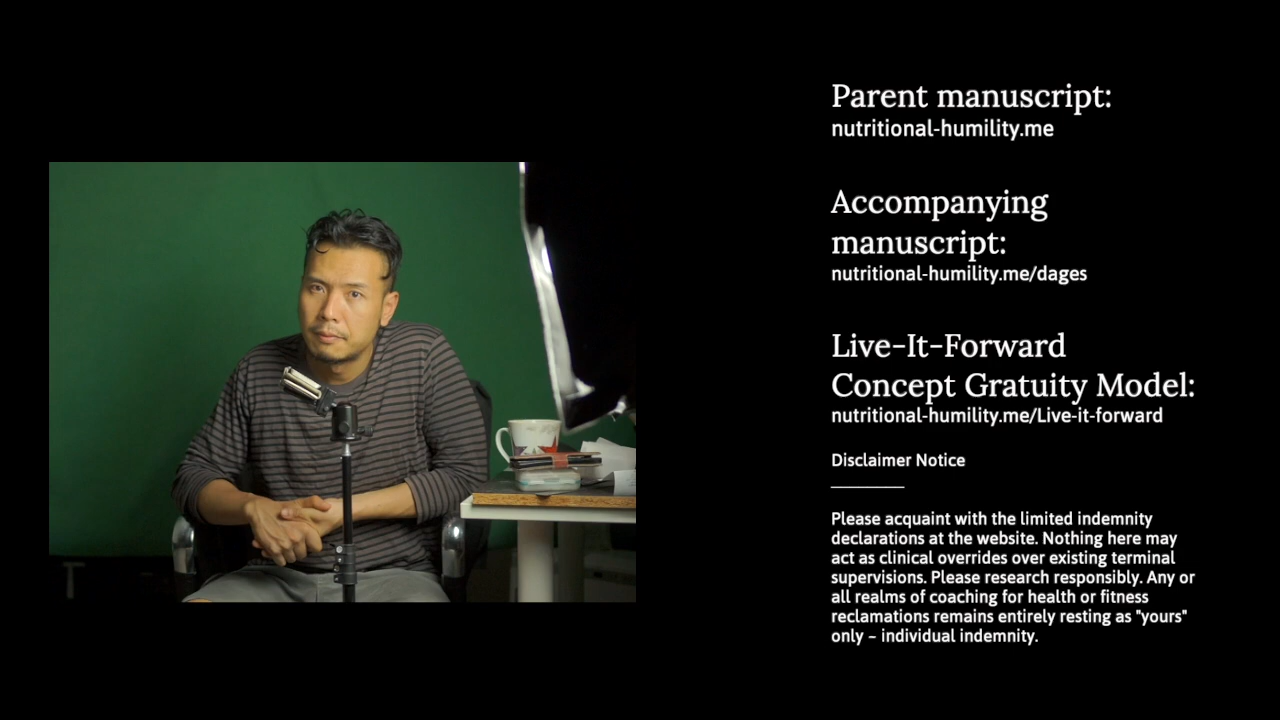 Parent manuscript:
nutritional-humility.me
Accompanying
manuscript:
nutritional-humility.me/dages
Live-It-Forward
Concept Gratuity Model:
nutritional-humility.me/Live-it-forward
Disclaimer Notice
Please acquaint with the limited indemnity
declarations at the website. Nothing here may
act as clinical overrides over existing terminal
supervisions. Please research responsibly. Any or
all realms of coaching for health or fitness
reclamations remains entirely resting as "yours"
only – individual indemnity.